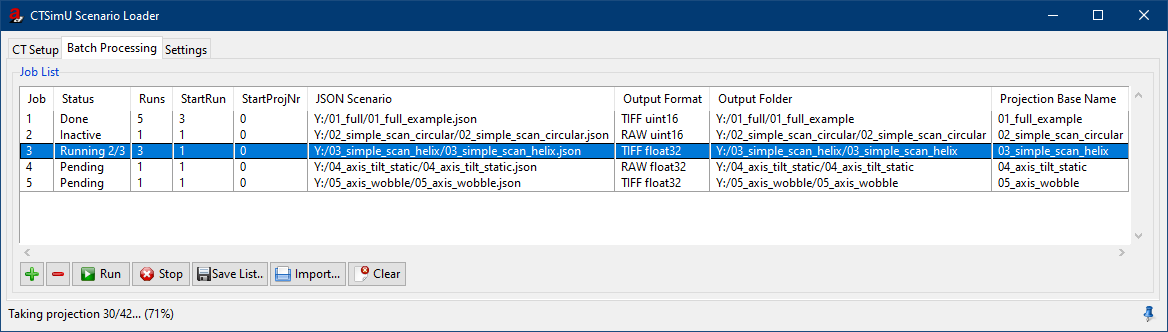 CTSimU Scenario Loader
CT Setup Batch Processing Settings
Job List
Job Status Runs StartRun StartProjNr JSON Scenario Output Format Output Folder Projection Base Name
1 Done 5 3 0 Y:/01_full/01_full_example.json TIFF uint16 Y:/01_full/01_full_example 01_full_example
2 Inactive 1 1 0 Y:/02_simple_scan_circular/02_simple_scan_circular.json RAW uint16 Y:/02_simple_scan_circular/02_simple_scan_circular 02_simple_scan_circular
3 Running 2/3 3 1 0 Y:/03_simple_scan_helix/03_simple_scan_helix.json TIFF float32 Y:/03_simple_scan_helix/03_simple_scan_helix 03_simple_scan_helix
4 Pending 1 1 0 Y:/04_axis_tilt_static/04_axis_tilt_static.json RAW float32 Y:/04_axis_tilt_static/04_axis_tilt_static 04_axis_tilt_static
5 Pending 1 1 0 Y:/05_axis_wobble/05_axis_wobble.json TIFF float32 Y:/05_axis_wobble/05_axis_wobble 05_axis_wobble
Run Stop Save List.. Import... Clear
Taking projection 30/42... (71%)